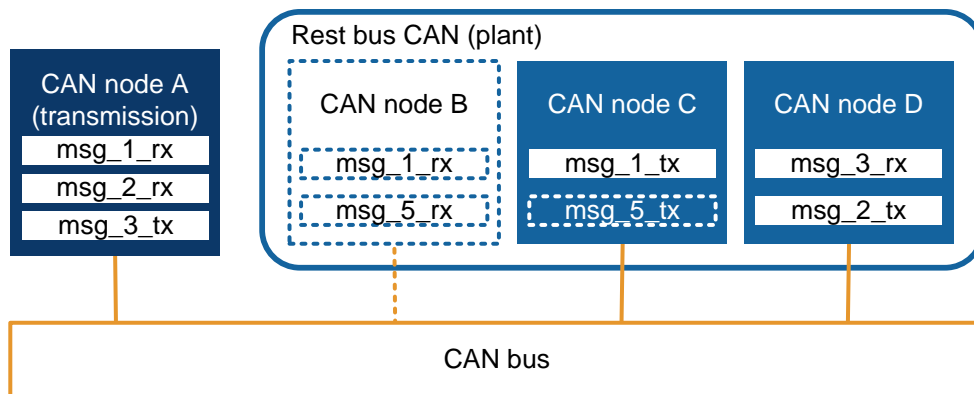 Rest bus CAN (plant)
CAN node A
(transmission)
msg_1_rx
msg_2_rx
msg_3_tx
CAN node B
msg_1_rx
msg_5_rx
CAN node C
msg_1_tx
msg_5_tx
CAN node D
msg_3_rx
msg_2_tx
CAN bus